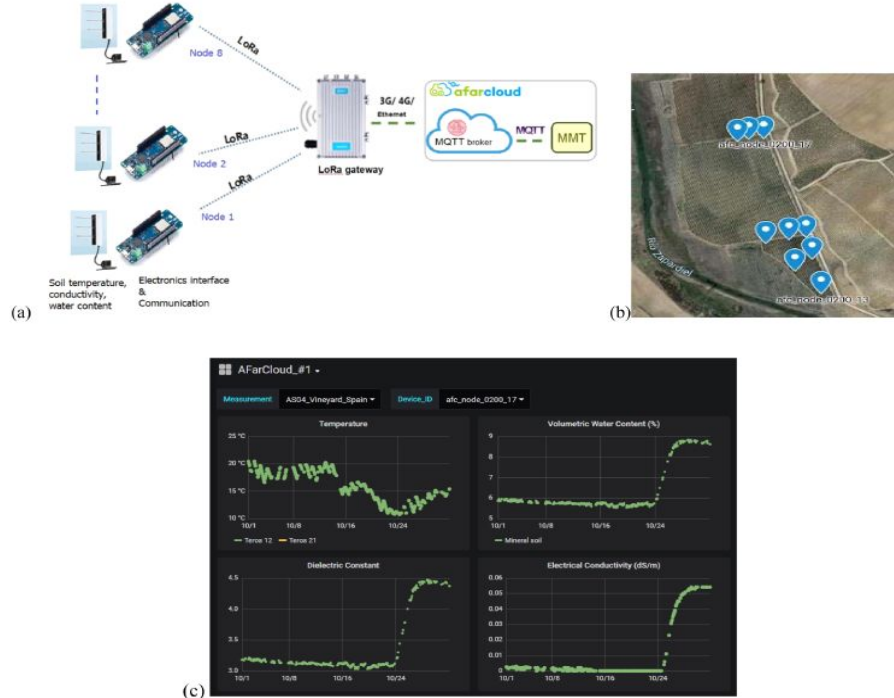 LoRa
Node 8
LoRa
Node 2
LoRa
Node 1
3G/ 4G/
Ethernet
LoRa gateway
afarcloud
MQTT broker
MQTT
MMT
Soil temperature,
conductivity,
water content
Electronics interface
&
Communication
(a)
afc_node_0200_17
Río Zapardiel
afc_node_0200_13
(b)
AFarCloud_#1
Measurement AS04_Vineyard_Spain Device_ID afc_node_0200_17
Temperature
25 °C
20 °C
15 °C
10 °C
10/1 10/8 10/16 10/24
Teros 12 Teros 21
Volumetric Water Content (%)
9
8
7
6
5
10/1 10/8 10/16 10/24
Mineral soil
Dielectric Constant
4.5
4.0
3.5
3.0
10/1 10/8 10/16 10/24
Electrical Conductivity (dS/m)
0.06
0.05
0.04
0.03
0.02
0.01
0
10/1 10/8 10/16 10/24
(c)